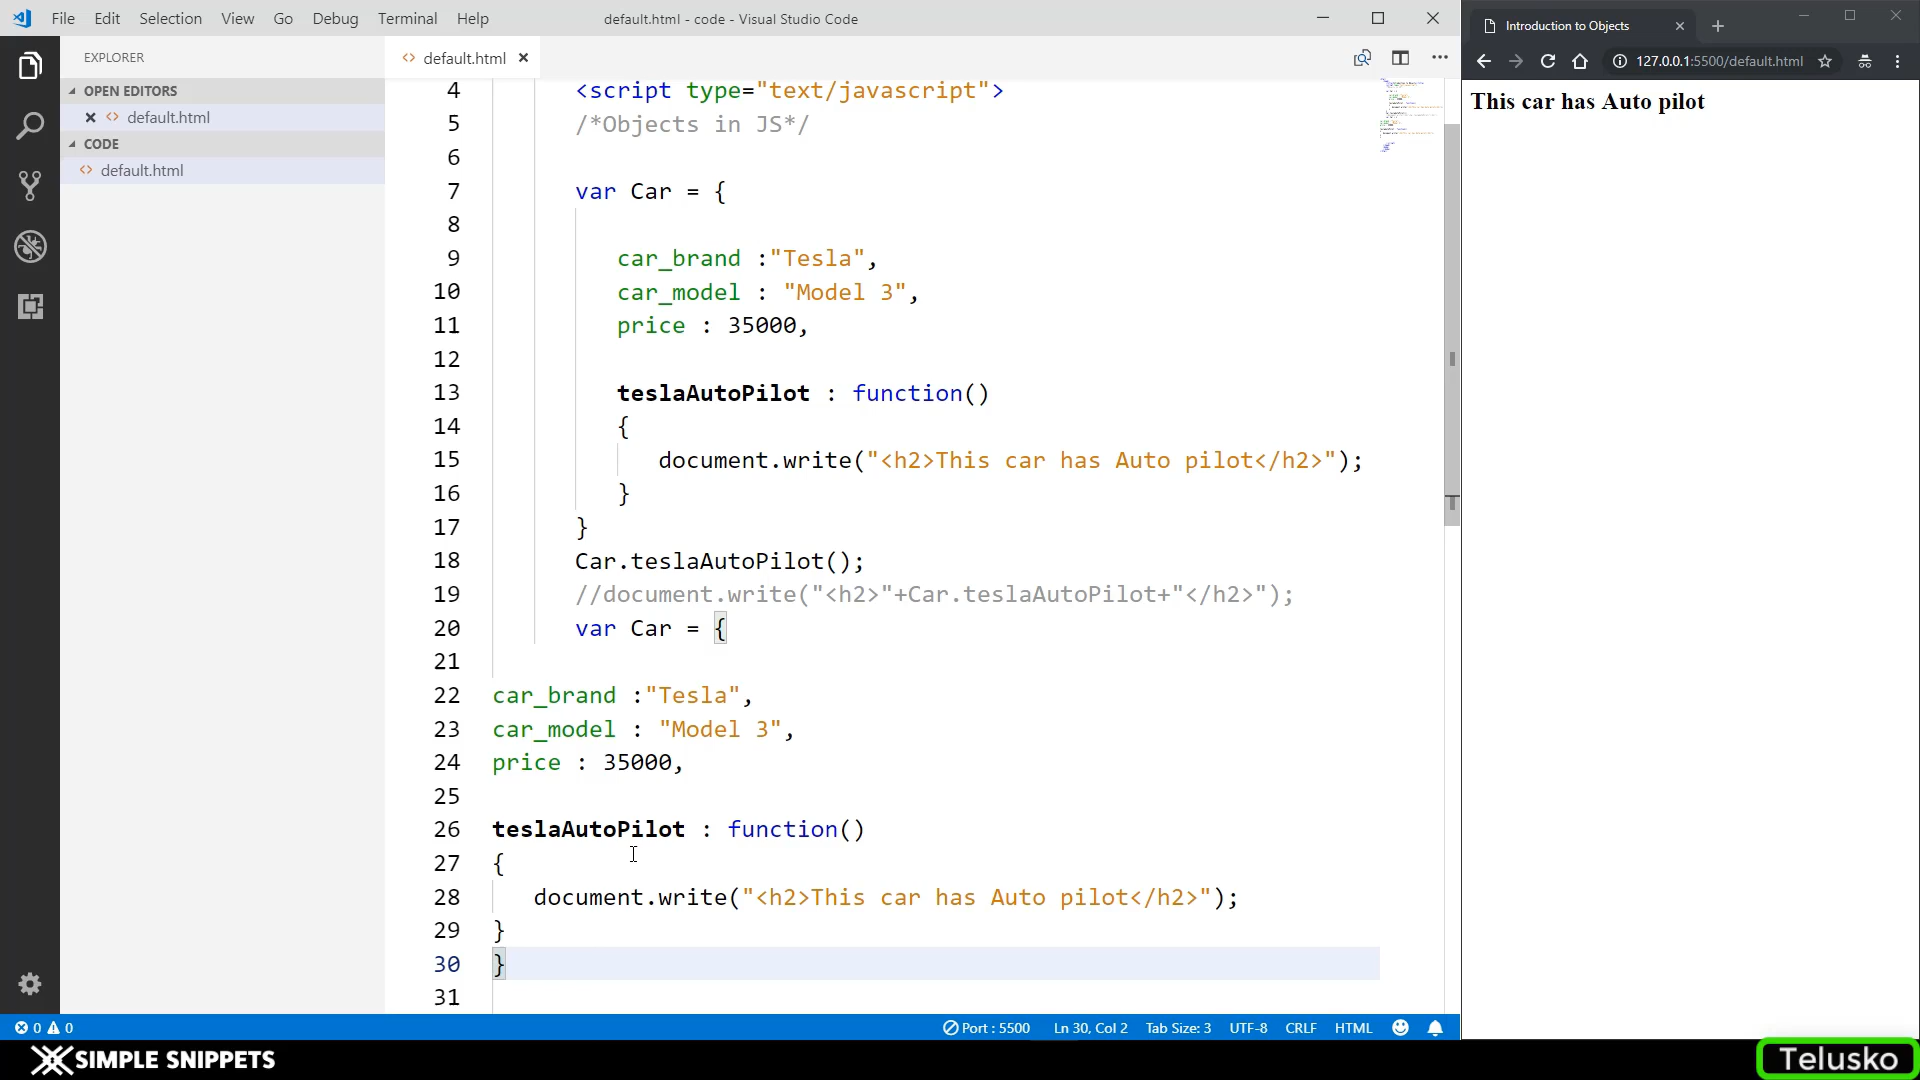 File Edit Selection View Go Debug Terminal Help
default.html - code - Visual Studio Code
Introduction to Objects
127.0.0.1:5500/default.html
EXPLORER
default.html
OPEN EDITORS
default.html
CODE
default.html
4 <script type="text/javascript">
5 /*Objects in JS*/
6
7 var Car = {
8
9 car_brand :"Tesla",
10 car_model : "Model 3",
11 price : 35000,
12
13 teslaAutoPilot : function()
14 {
15 document.write("<h2>This car has Auto pilot</h2>");
16 }
17 }
18 Car.teslaAutoPilot();
19 //document.write("<h2>"+Car.teslaAutoPilot+"</h2>");
20 var Car = {
21
22 car_brand :"Tesla",
23 car_model : "Model 3",
24 price : 35000,
25
26 teslaAutoPilot : function()
27 {
28 document.write("<h2>This car has Auto pilot</h2>");
29 }
30 }
31
This car has Auto pilot
0 0 Port : 5500 Ln 30, Col 2 Tab Size: 3 UTF-8 CRLF HTML
SIMPLE SNIPPETS
Telusko